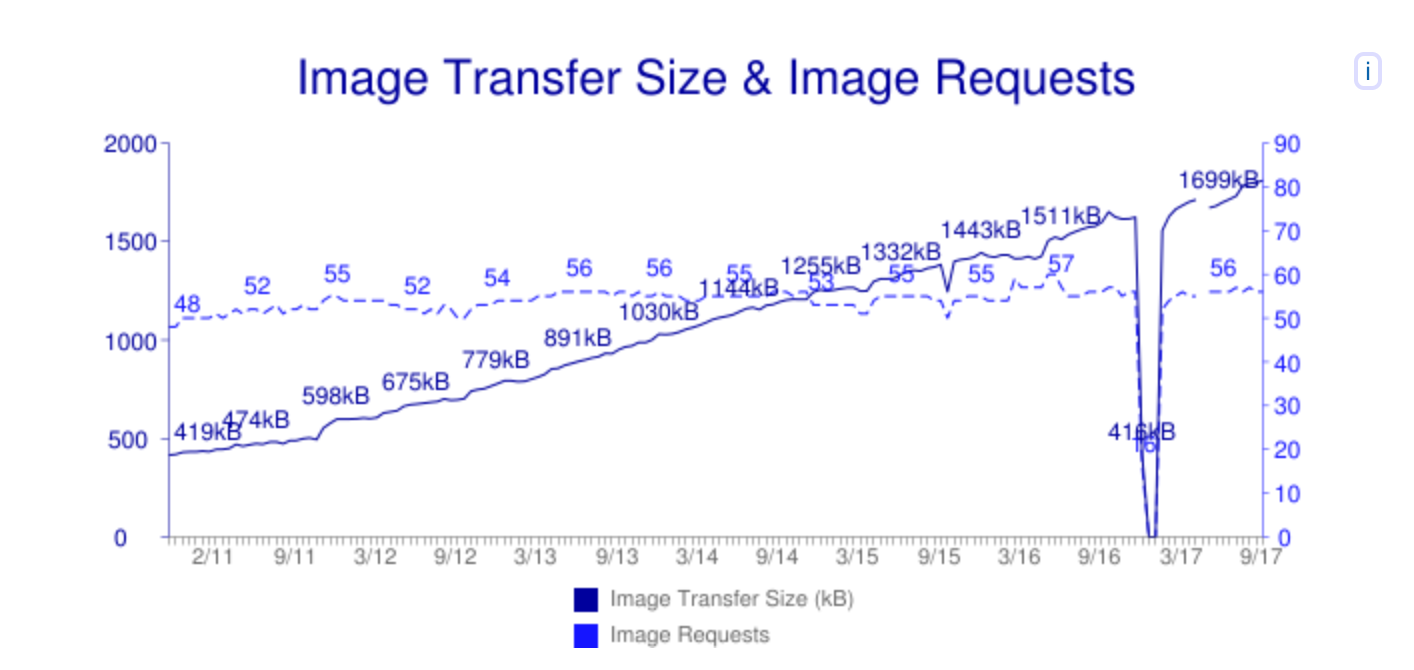 Image Transfer Size & Image Requests
i
2000
1500
1000
500
0
90
80
70
60
50
40
30
20
10
0
419kB
474kB
598kB
675kB
779kB
891kB
1030kB
1144kB
1255kB
1332kB
1443kB
1511kB
416kB
1699kB
48
52
55
52
54
56
56
55
53
55
55
57
16
56
2/11 9/11 3/12 9/12 3/13 9/13 3/14 9/14 3/15 9/15 3/16 9/16 3/17 9/17
Image Transfer Size (kB)
Image Requests